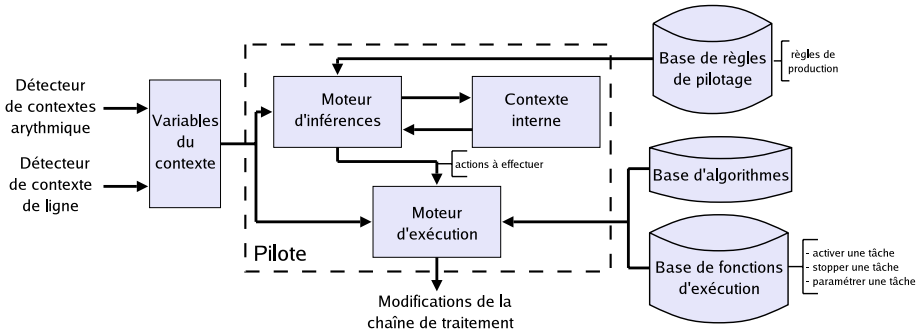 Détecteur
de contextes
arythmique
Détecteur
de contexte
de ligne
Variables
du
contexte
Pilote
Moteur
d'inférences
Contexte
interne
actions à effectuer
Moteur
d'exécution
Modifications de la
chaîne de traitement
Base de règles
de pilotage
règles de
production
Base d'algorithmes
Base de fonctions
d'exécution
- activer une tâche
- stopper une tâche
- paramétrer une tâche